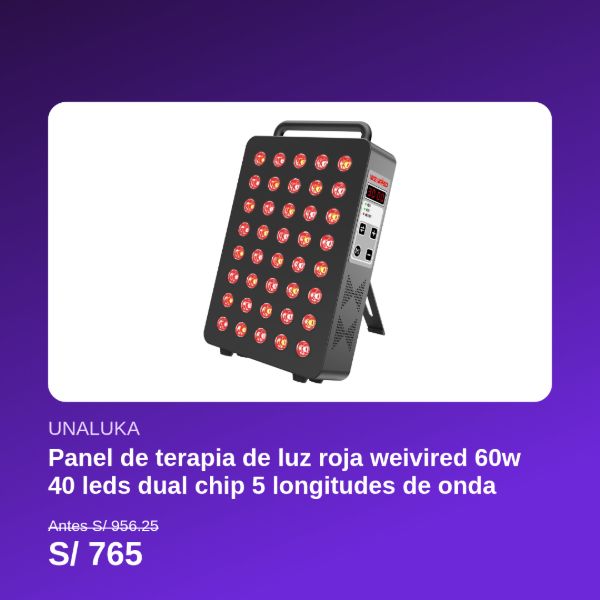 UNALUKA
Panel de terapia de luz roja weivired 60w
40 leds dual chip 5 longitudes de onda
Antes S/ 956.25
S/ 765